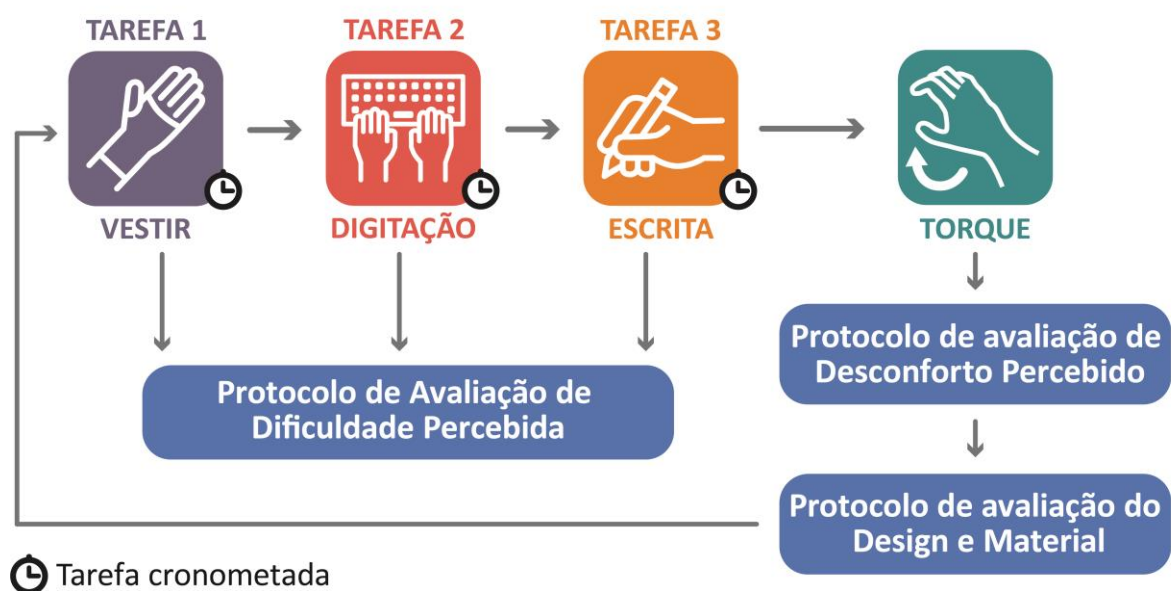 TAREFA 1
TAREFA 2
TAREFA 3
VESTIR
DIGITAÇÃO
ESCRITA
TORQUE
Protocolo de Avaliação de
Dificuldade Percebida
Protocolo de avaliação de
Desconforto Percebido
Protocolo de avaliação do
Design e Material
Tarefa cronometada